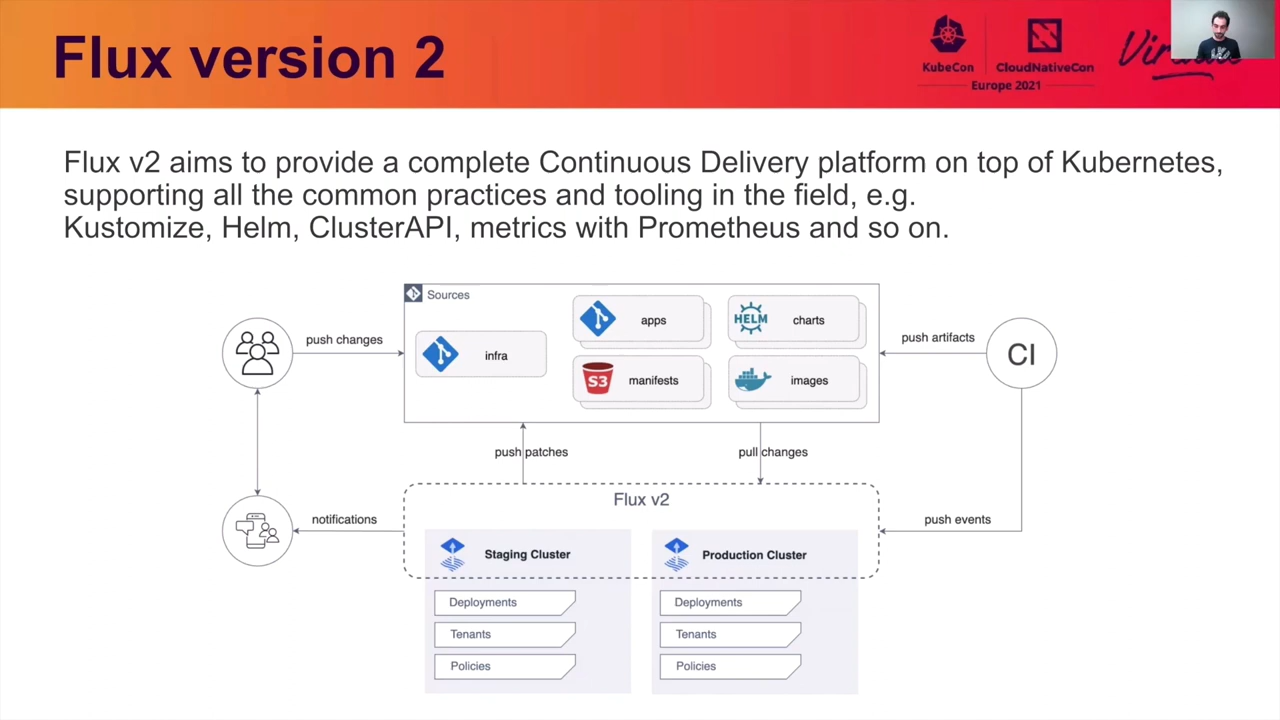 Flux version 2
KubeCon
CloudNativeCon
Europe 2021
Flux v2 aims to provide a complete Continuous Delivery platform on top of Kubernetes,
supporting all the common practices and tooling in the field, e.g.
Kustomize, Helm, ClusterAPI, metrics with Prometheus and so on.
Sources
infra
apps
HELM
charts
S3
manifests
images
push changes
push artifacts
CI
push patches
pull changes
Flux v2
notifications
push events
Staging Cluster
Production Cluster
Deployments
Deployments
Tenants
Tenants
Policies
Policies